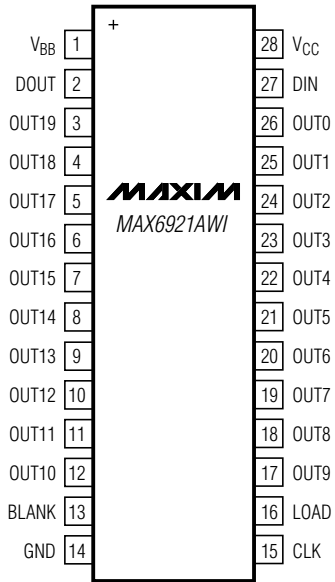 +
VBB 1 28 VCC
DOUT 2 27 DIN
OUT19 3 26 OUT0
OUT18 4 25 OUT1
OUT17 5 MAXIM 24 OUT2
OUT16 6 MAX6921AWI 23 OUT3
OUT15 7 22 OUT4
OUT14 8 21 OUT5
OUT13 9 20 OUT6
OUT12 10 19 OUT7
OUT11 11 18 OUT8
OUT10 12 17 OUT9
BLANK 13 16 LOAD
GND 14 15 CLK